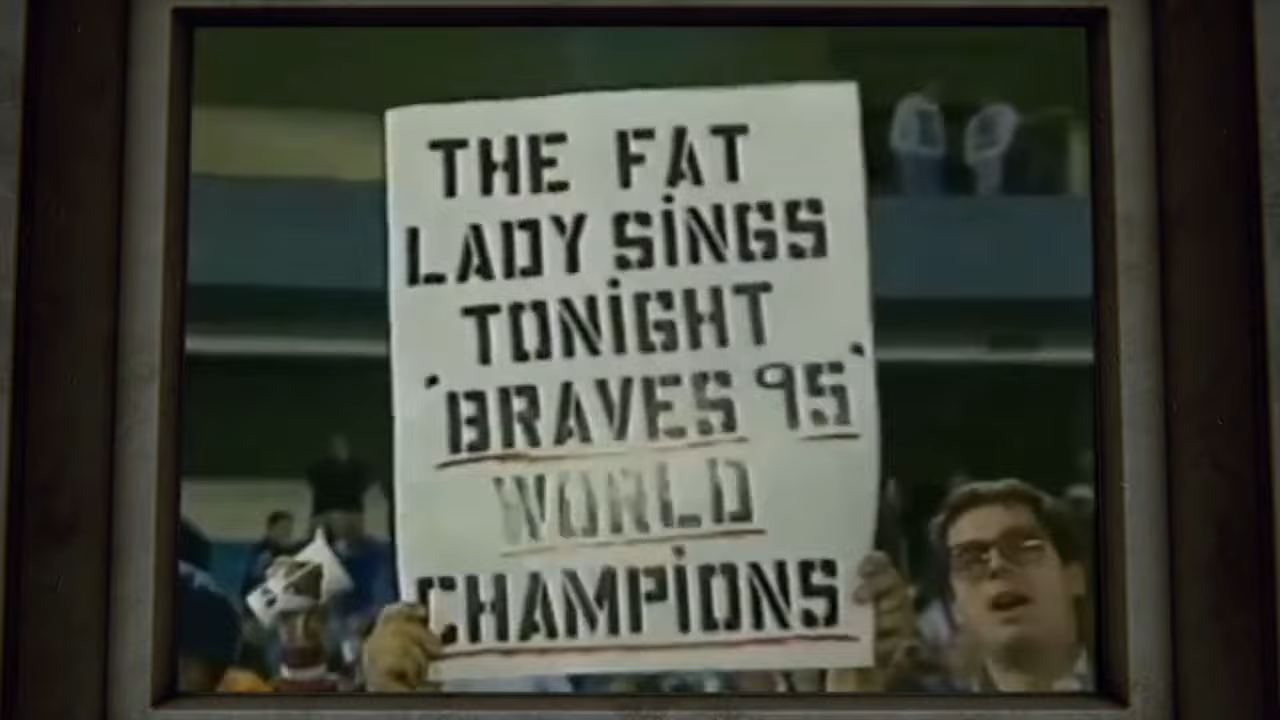 THE FAT
LADY SiNGS
TONiGHT
'BRAVES 95'
WORLD
CHAMPiONS